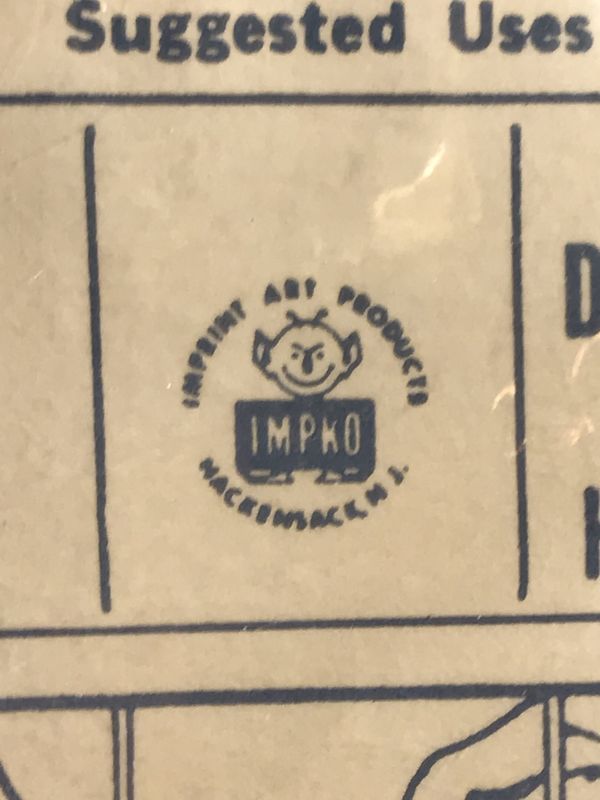 Suggested Uses
IMPRINT ART PRODUCTS
IMPKO
HACKENSACK, N. J.
D